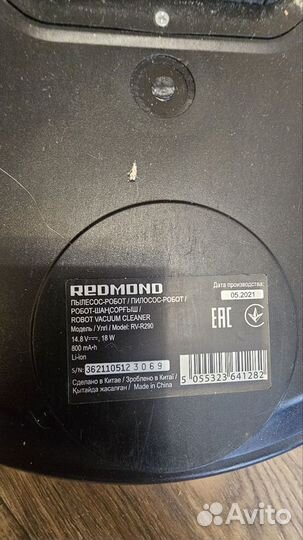 REDMOND
ПЫЛЕСОС-РОБОТ / ПИЛОСОС-РОБОТ /
РОБОТ-ШАҢСОРҒЫШ /
ROBOT VACUUM CLEANER
Модель / Үлгі / Model: RV-R290
14.8 V⎓, 18 W
800 mA•h
Li-ion
S/N: 3621105123069
Сделано в Китае / Зроблено в Китаї /
Қытайда жасалған / Made in China
Дата производства:
05.2021
EAC
5 055323 641282
Avito